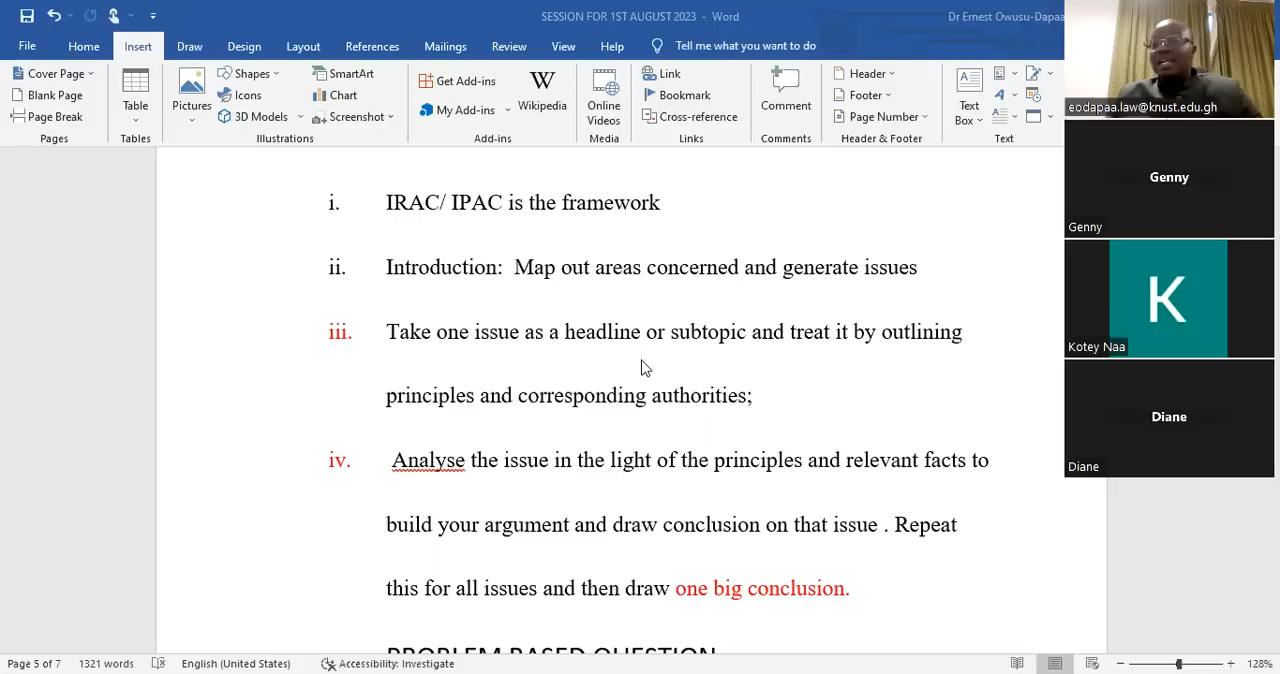 SESSION FOR 1ST AUGUST 2023 - Word
Dr Ernest Owusu-Dapaa
File Home Insert Draw Design Layout References Mailings Review View Help Tell me what you want to do
Cover Page
Blank Page
Page Break
Pages
Table
Tables
Pictures
Shapes
Icons
3D Models
SmartArt
Chart
Screenshot
Illustrations
Get Add-ins
My Add-ins
Wikipedia
Add-ins
Online
Videos
Media
Link
Bookmark
Cross-reference
Links
Comment
Comments
Header
Footer
Page Number
Header & Footer
Text
Box
Text
i. IRAC/ IPAC is the framework
ii. Introduction: Map out areas concerned and generate issues
iii. Take one issue as a headline or subtopic and treat it by outlining
principles and corresponding authorities;
iv. Analyse the issue in the light of the principles and relevant facts to
build your argument and draw conclusion on that issue . Repeat
this for all issues and then draw one big conclusion.
PROBLEM BASED QUESTION
eodapaa.law@knust.edu.gh
Genny
Genny
K
Kotey Naa
Diane
Diane
Page 5 of 7 1321 words English (United States) Accessibility: Investigate 128%